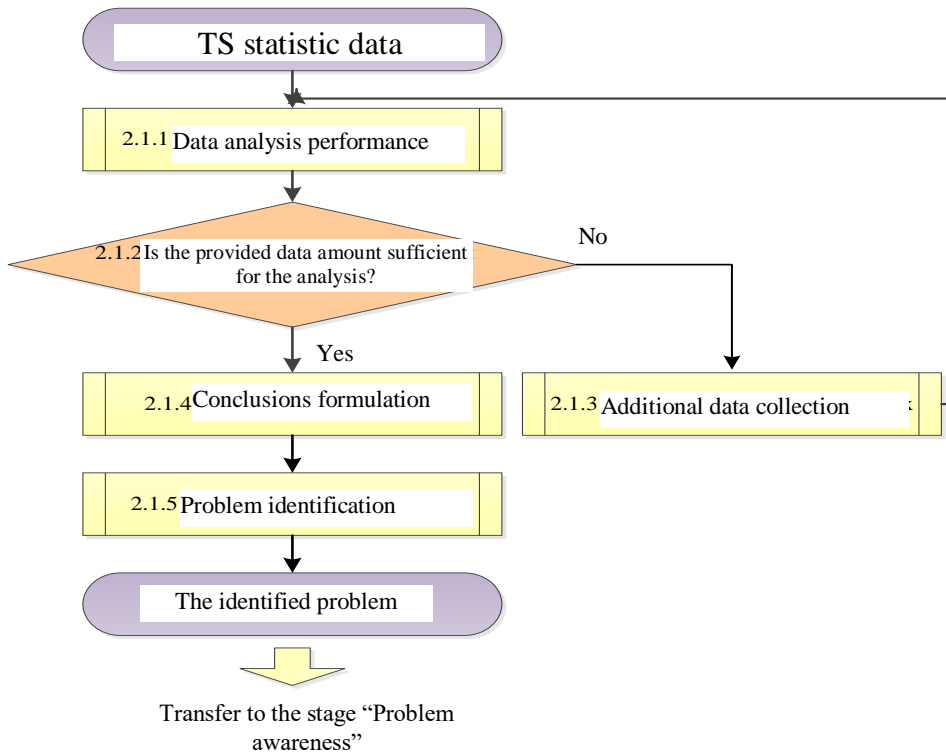 TS statistic data
2.1.1 Data analysis performance
2.1.2 Is the provided data amount sufficient
for the analysis?
No
Yes
2.1.4 Conclusions formulation
2.1.3 Additional data collection
2.1.5 Problem identification
The identified problem
Transfer to the stage “Problem
awareness”